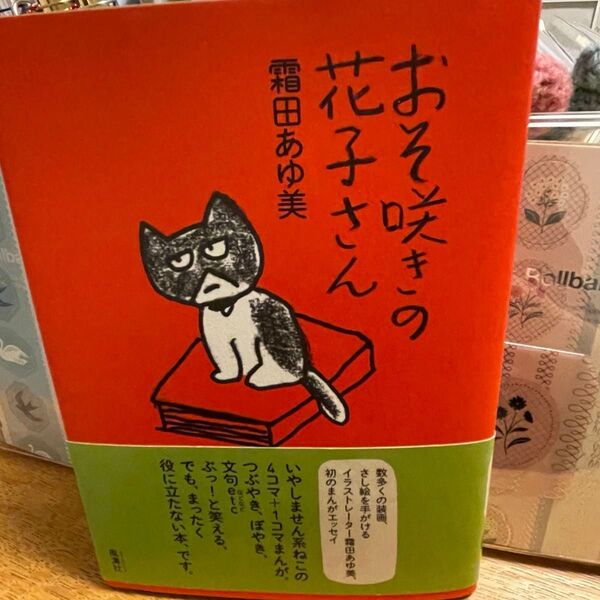 おそ咲きの
花子さん
霜田あゆ美
数多くの装画、
さし絵を手がける
イラストレーター霜田あゆ美、
初のまんがエッセイ
いやしません系ねこの
4コマ+1コマまんが。
つぶやき、ぼやき、
文句etc
ぷっ!と笑える、
でも、まったく
役に立たない本、です。
風濤社
Rollba